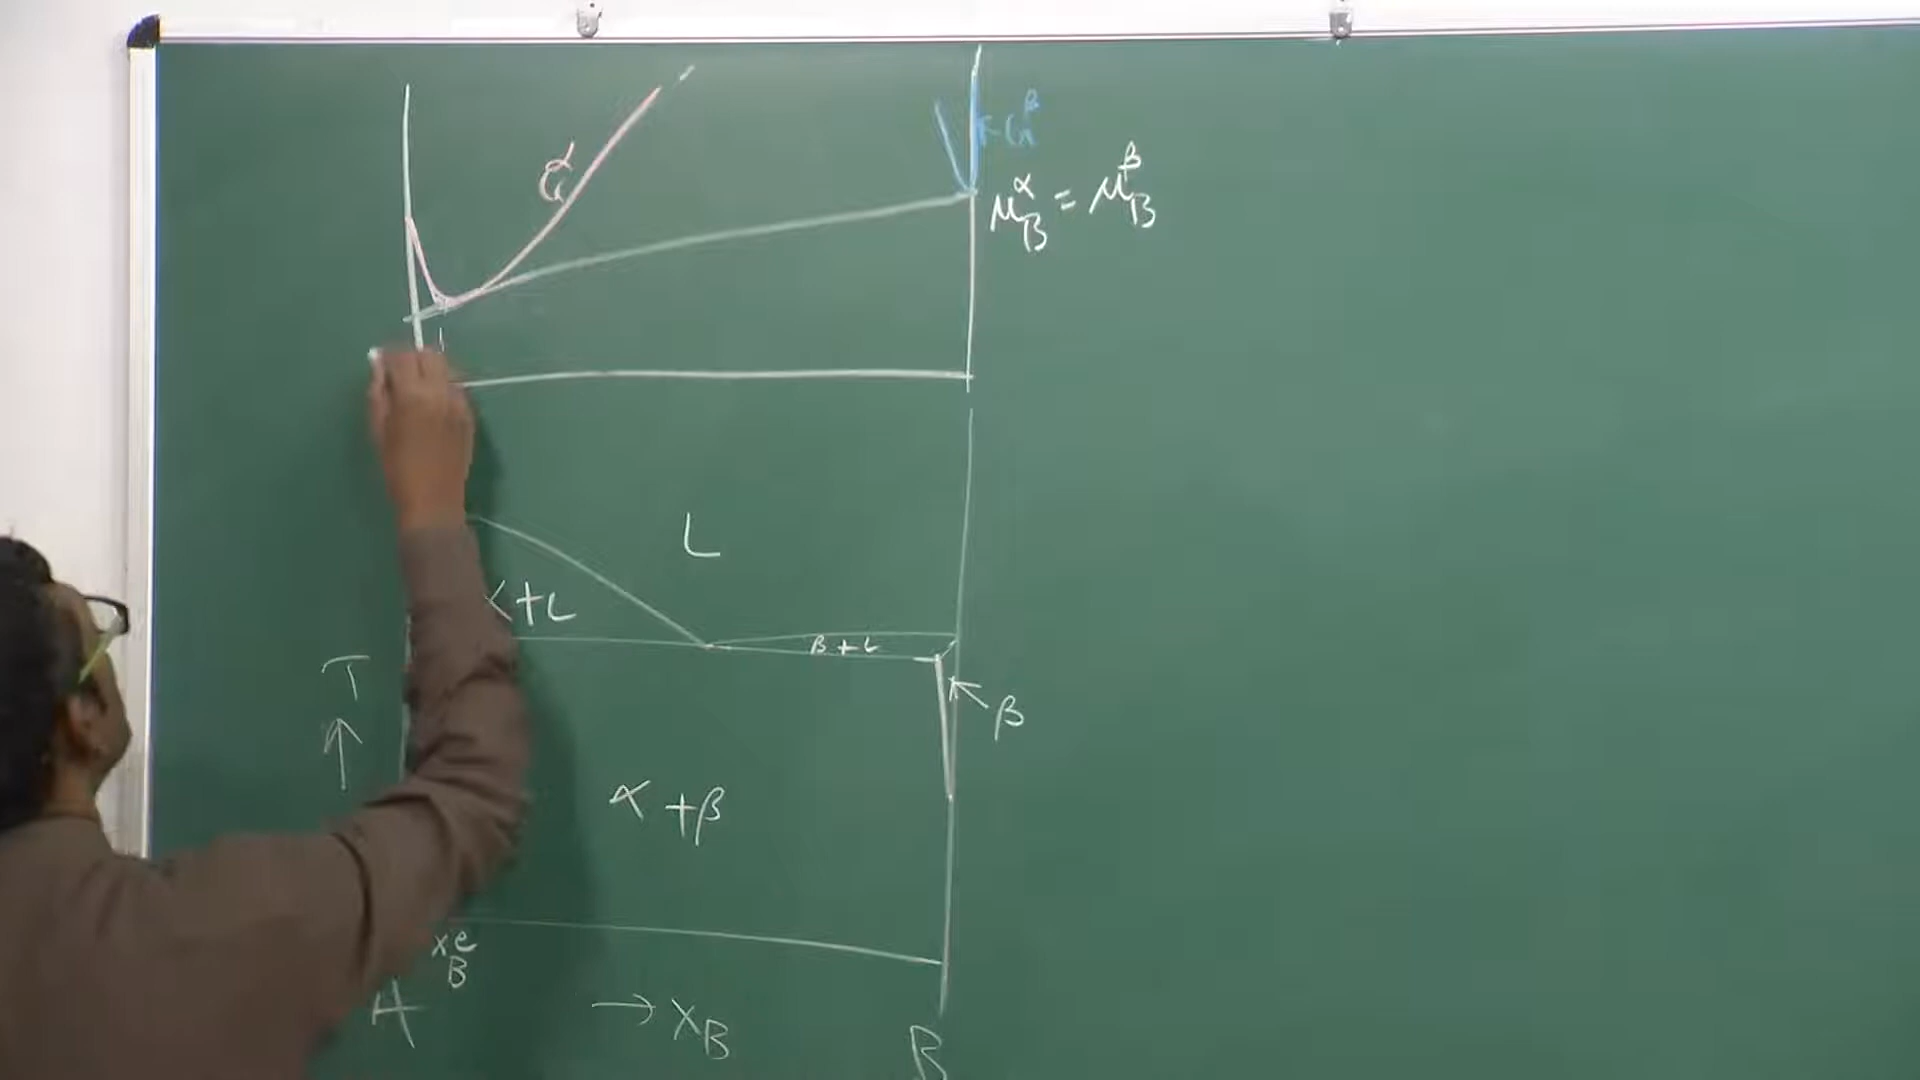 G^α
G^β
μ_B^α = μ_B^β
L
+L
β+L
T
↑
β
α+β
x_B^e
A
→ x_B
B